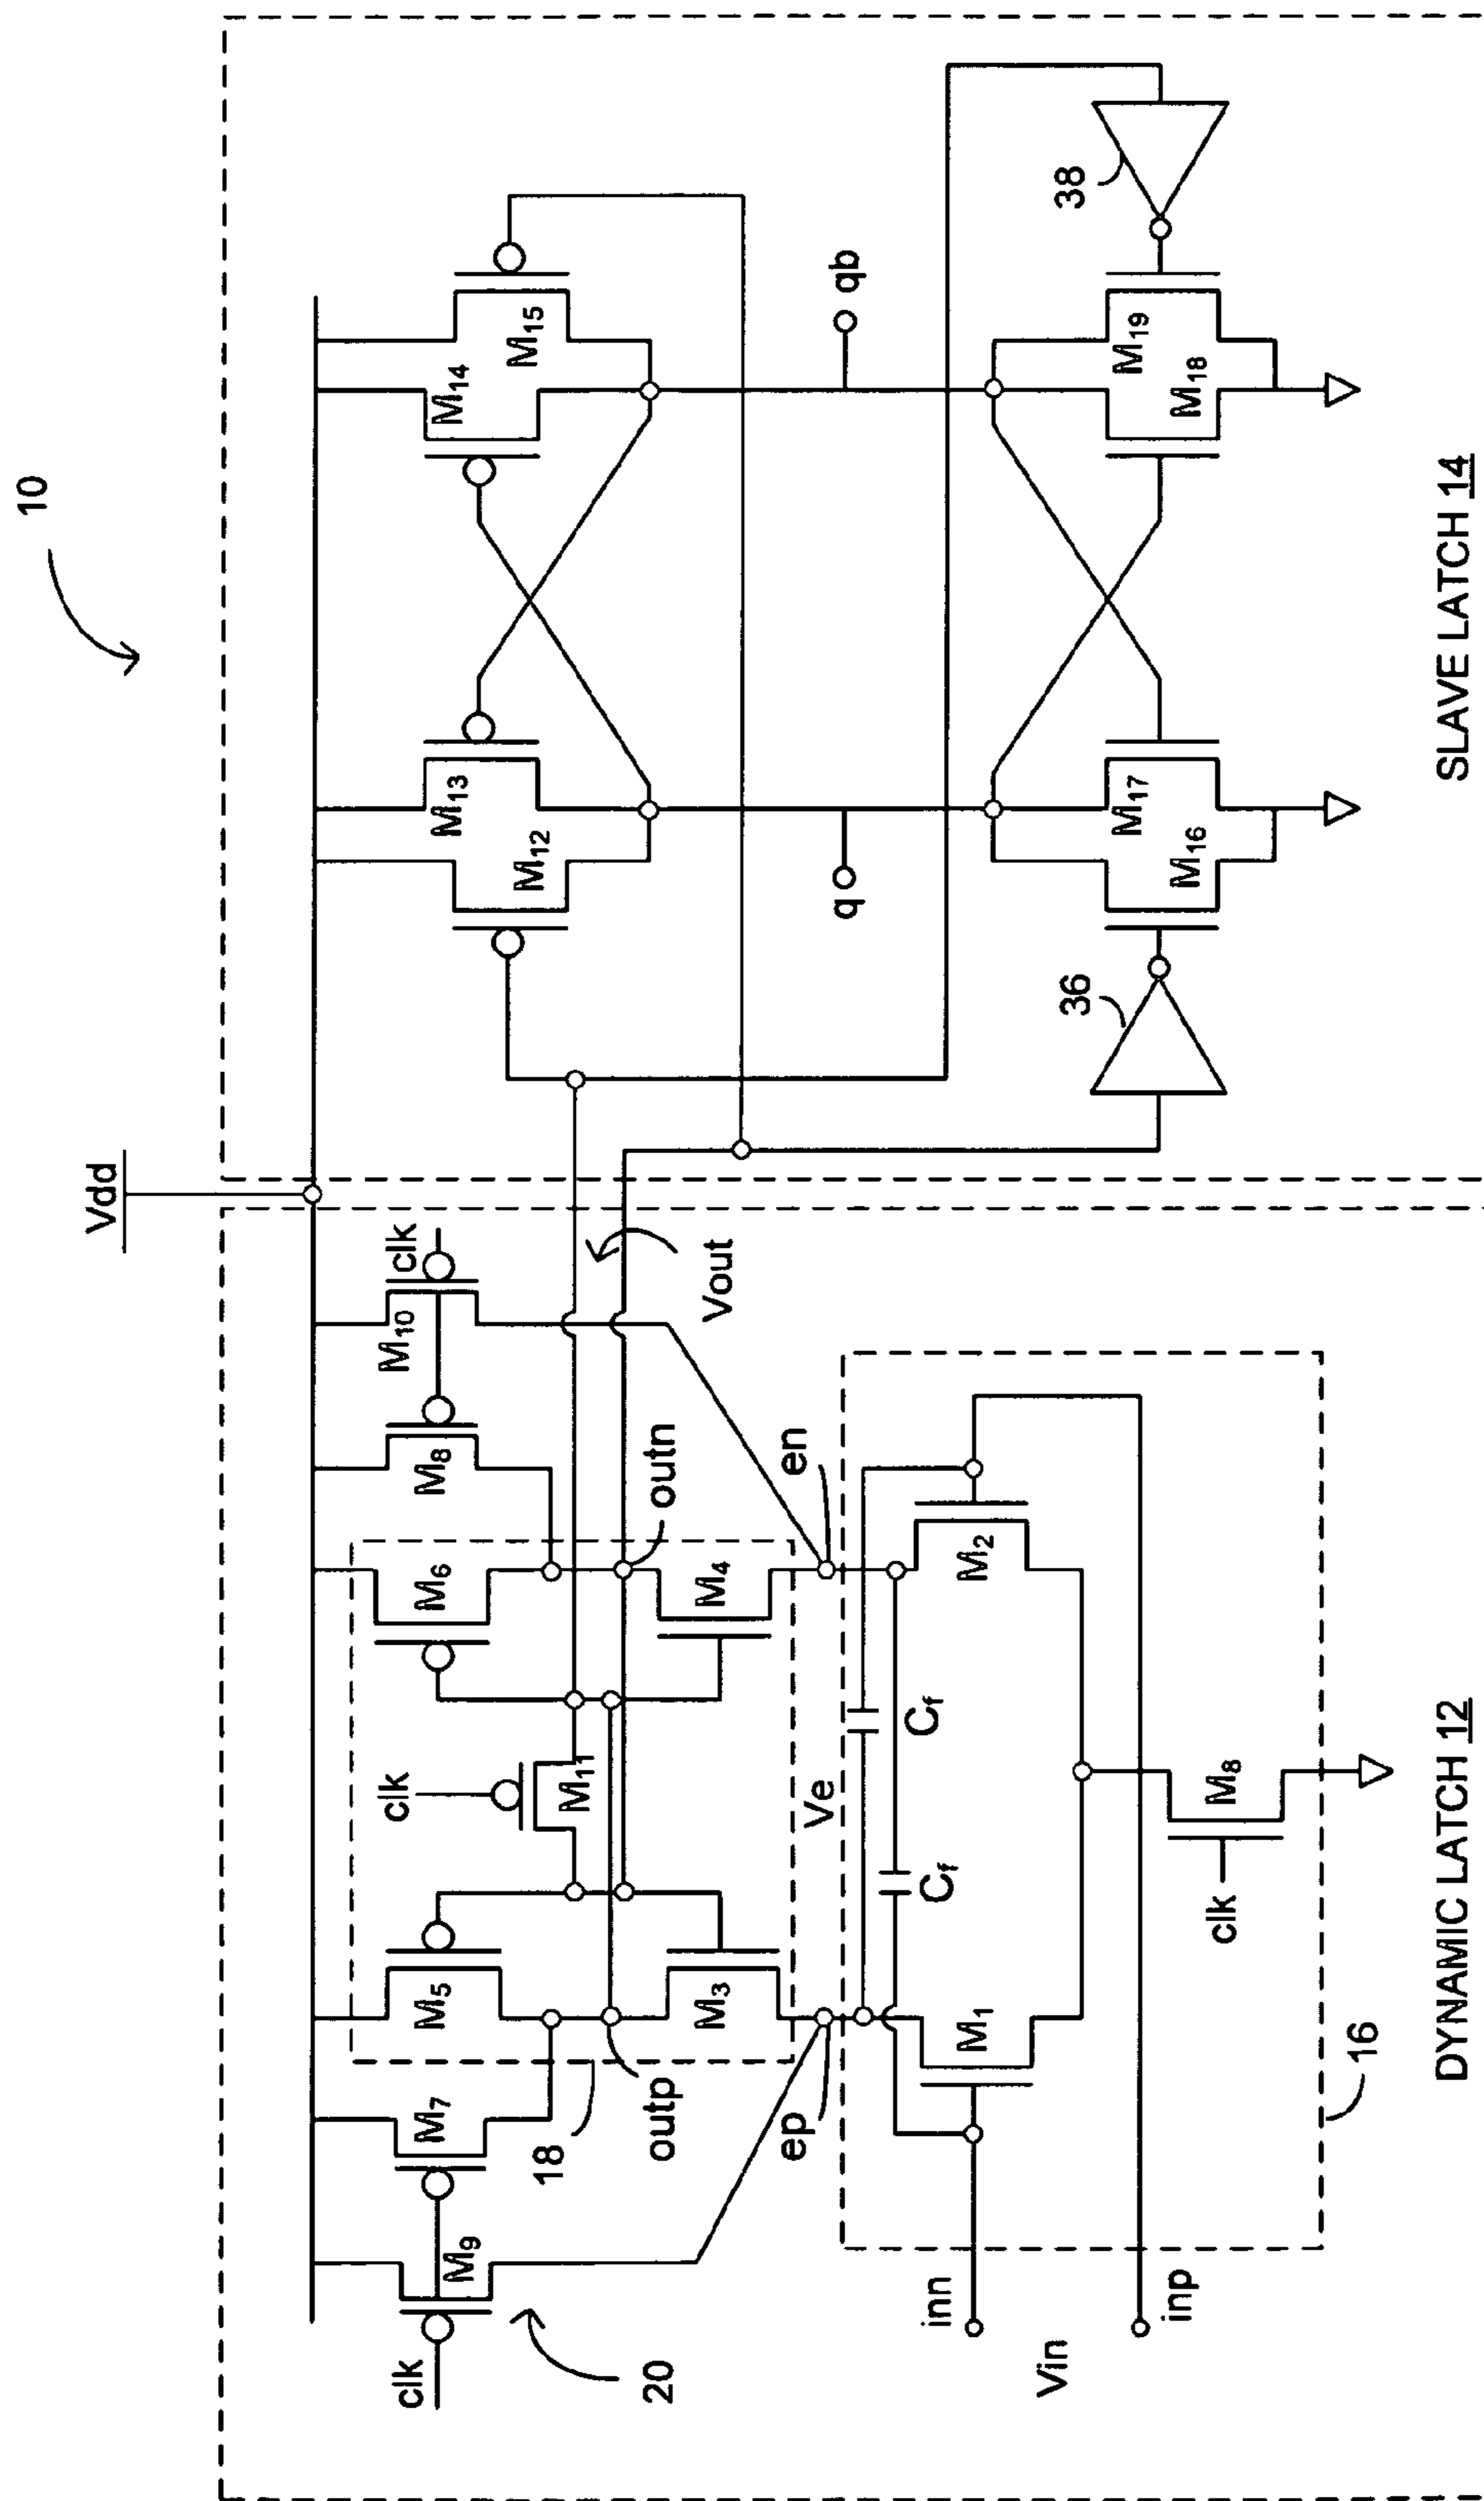 10
Vdd
clk
M9
M7
M5
clk
M11
M6
M8
M10
clk
M12
M13
M14
M15
20
18
outp
M3
M4
outn
Vout
ep
Ve
en
q
qb
inn
M1
Cf
Cf
M2
Vin
inp
clk
M8
16
36
M16
M17
M18
M19
38
DYNAMIC LATCH 12
SLAVE LATCH 14